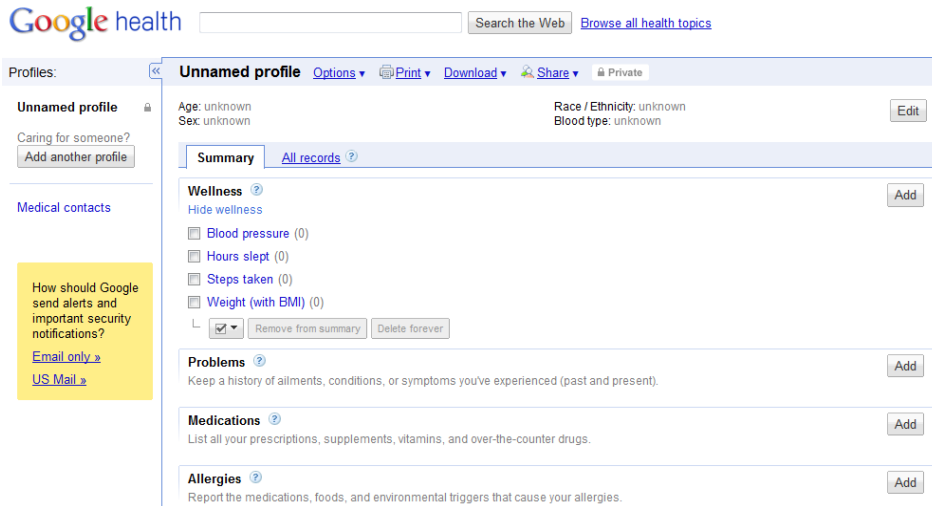 Google health
Search the Web
Browse all health topics
Profiles:
«
Unnamed profile
Caring for someone?
Add another profile
Medical contacts
How should Google
send alerts and
important security
notifications?
Email only »
US Mail »
Unnamed profile Options ▾ Print ▾ Download ▾ Share ▾ Private
Age: unknown
Sex: unknown
Race / Ethnicity: unknown
Blood type: unknown
Edit
Summary All records ?
Wellness ?
Add
Hide wellness
Blood pressure (0)
Hours slept (0)
Steps taken (0)
Weight (with BMI) (0)
Remove from summary Delete forever
Problems ?
Add
Keep a history of ailments, conditions, or symptoms you've experienced (past and present).
Medications ?
Add
List all your prescriptions, supplements, vitamins, and over-the-counter drugs.
Allergies ?
Add
Report the medications, foods, and environmental triggers that cause your allergies.